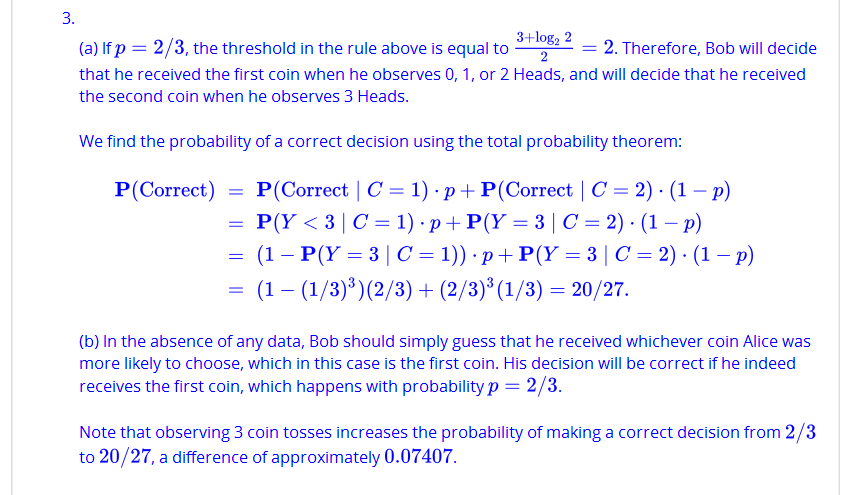 3.
(a) If p = 2/3, the threshold in the rule above is equal to \frac{3+\log_2 2}{2} = 2. Therefore, Bob will decide
that he received the first coin when he observes 0, 1, or 2 Heads, and will decide that he received
the second coin when he observes 3 Heads.
We find the probability of a correct decision using the total probability theorem:
P(Correct) = P(Correct | C = 1) · p + P(Correct | C = 2) · (1 − p)
= P(Y < 3 | C = 1) · p + P(Y = 3 | C = 2) · (1 − p)
= (1 − P(Y = 3 | C = 1)) · p + P(Y = 3 | C = 2) · (1 − p)
= (1 − (1/3)³)(2/3) + (2/3)³(1/3) = 20/27.
(b) In the absence of any data, Bob should simply guess that he received whichever coin Alice was
more likely to choose, which in this case is the first coin. His decision will be correct if he indeed
receives the first coin, which happens with probability p = 2/3.
Note that observing 3 coin tosses increases the probability of making a correct decision from 2/3
to 20/27, a difference of approximately 0.07407.